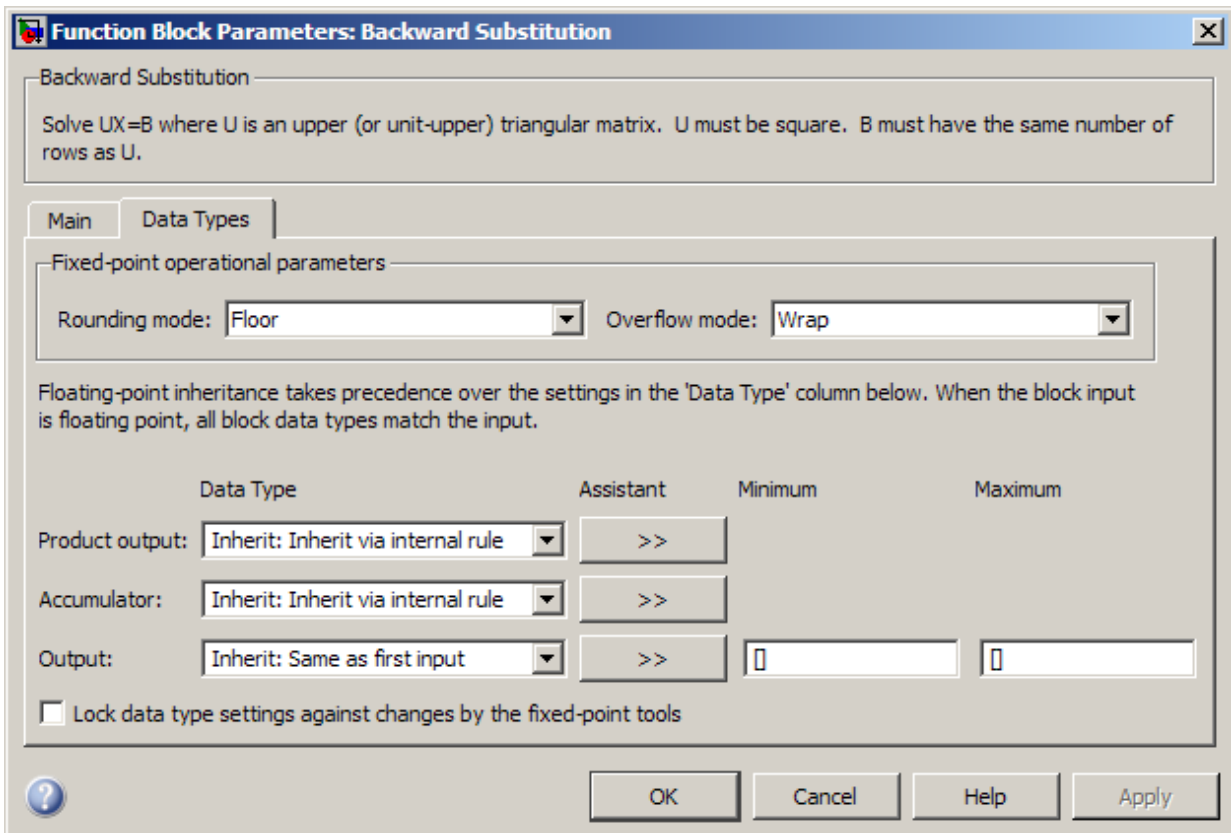 Function Block Parameters: Backward Substitution
Backward Substitution
Solve UX=B where U is an upper (or unit-upper) triangular matrix.  U must be square.  B must have the same number of
rows as U.
Main Data Types
Fixed-point operational parameters
Rounding mode: Floor Overflow mode: Wrap
Floating-point inheritance takes precedence over the settings in the 'Data Type' column below. When the block input
is floating point, all block data types match the input.
Data Type Assistant Minimum Maximum
Product output: Inherit: Inherit via internal rule >>
Accumulator: Inherit: Inherit via internal rule >>
Output: Inherit: Same as first input >> [] []
Lock data type settings against changes by the fixed-point tools
? OK Cancel Help Apply